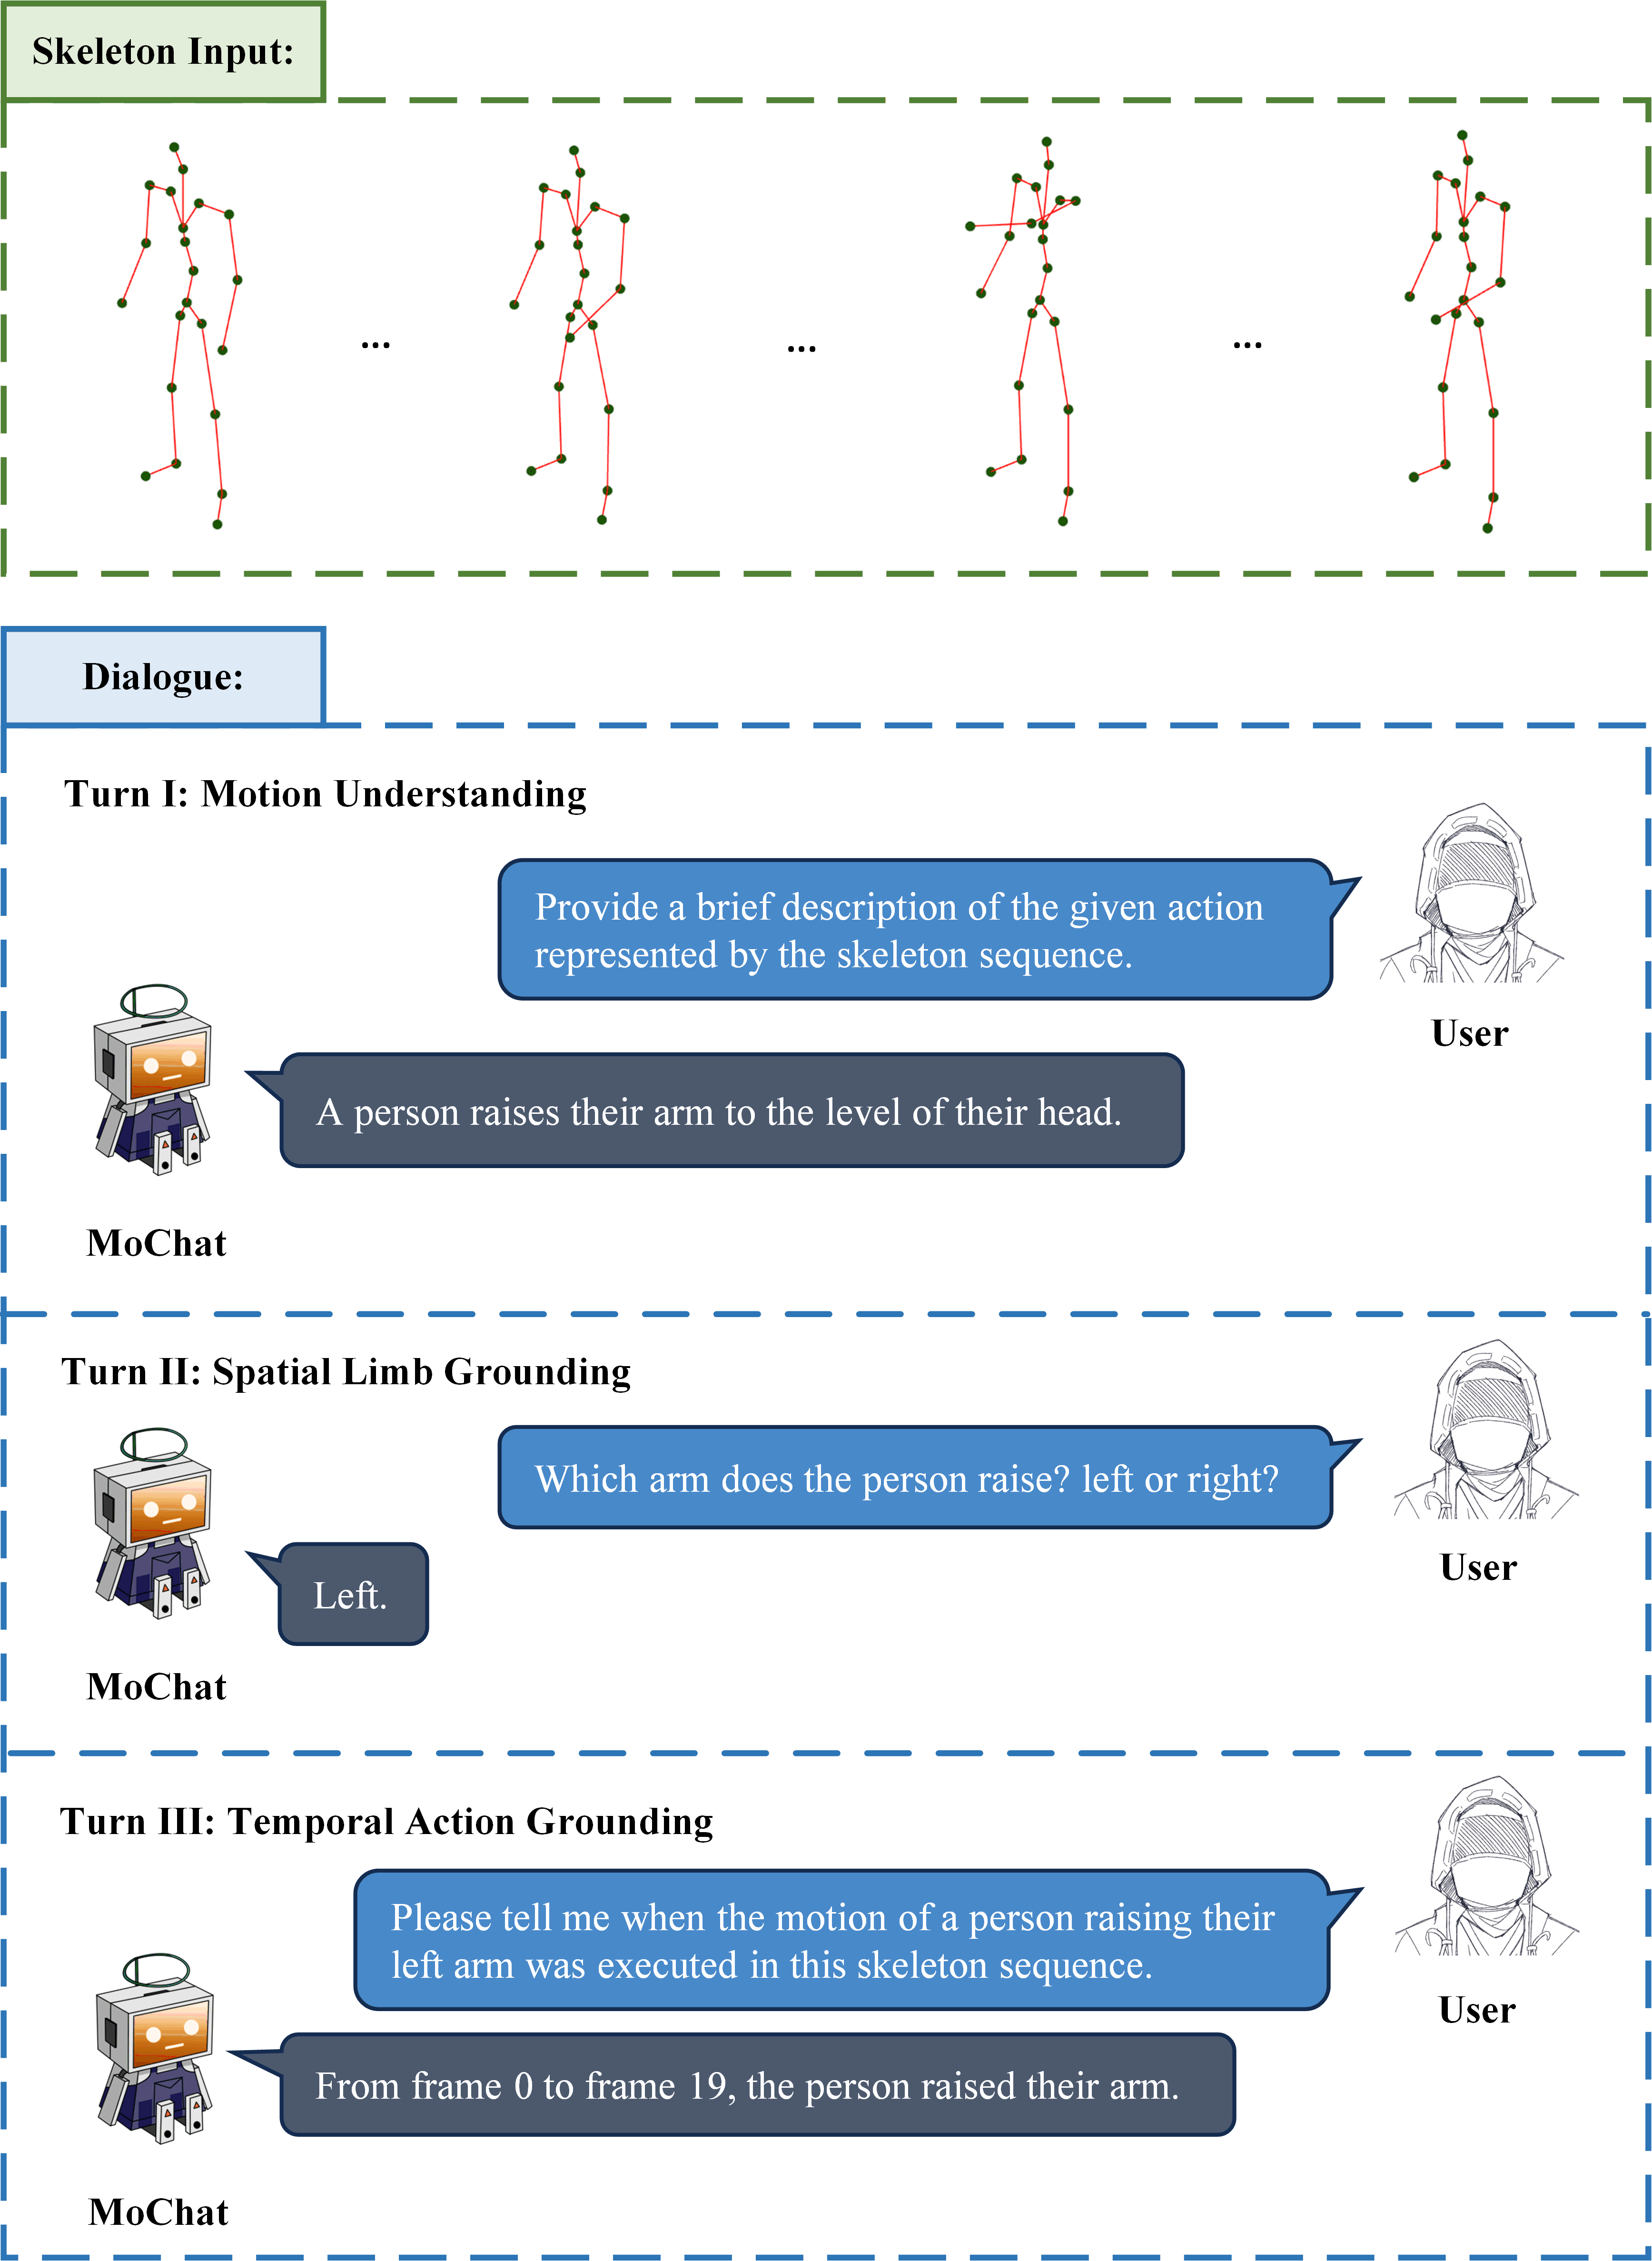 Skeleton Input:
...
...
...
Dialogue:
Turn I: Motion Understanding
Provide a brief description of the given action
represented by the skeleton sequence.
User
A person raises their arm to the level of their head.
MoChat
Turn II: Spatial Limb Grounding
Which arm does the person raise? left or right?
User
Left.
MoChat
Turn III: Temporal Action Grounding
Please tell me when the motion of a person raising their
left arm was executed in this skeleton sequence.
User
From frame 0 to frame 19, the person raised their arm.
MoChat